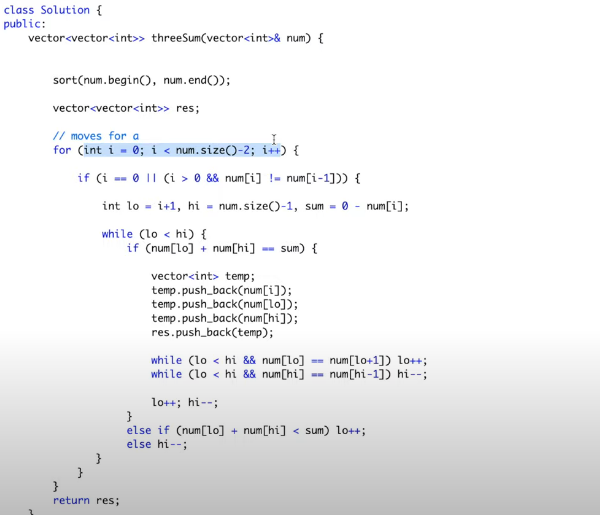 class Solution {
public:
vector<vector<int>> threeSum(vector<int>& num) {
sort(num.begin(), num.end());
vector<vector<int>> res;
// moves for a
for (int i = 0; i < num.size()-2; i++) {
if (i == 0 || (i > 0 && num[i] != num[i-1])) {
int lo = i+1, hi = num.size()-1, sum = 0 - num[i];
while (lo < hi) {
if (num[lo] + num[hi] == sum) {
vector<int> temp;
temp.push_back(num[i]);
temp.push_back(num[lo]);
temp.push_back(num[hi]);
res.push_back(temp);
while (lo < hi && num[lo] == num[lo+1]) lo++;
while (lo < hi && num[hi] == num[hi-1]) hi--;
lo++; hi--;
}
else if (num[lo] + num[hi] < sum) lo++;
else hi--;
}
}
}
return res;
}